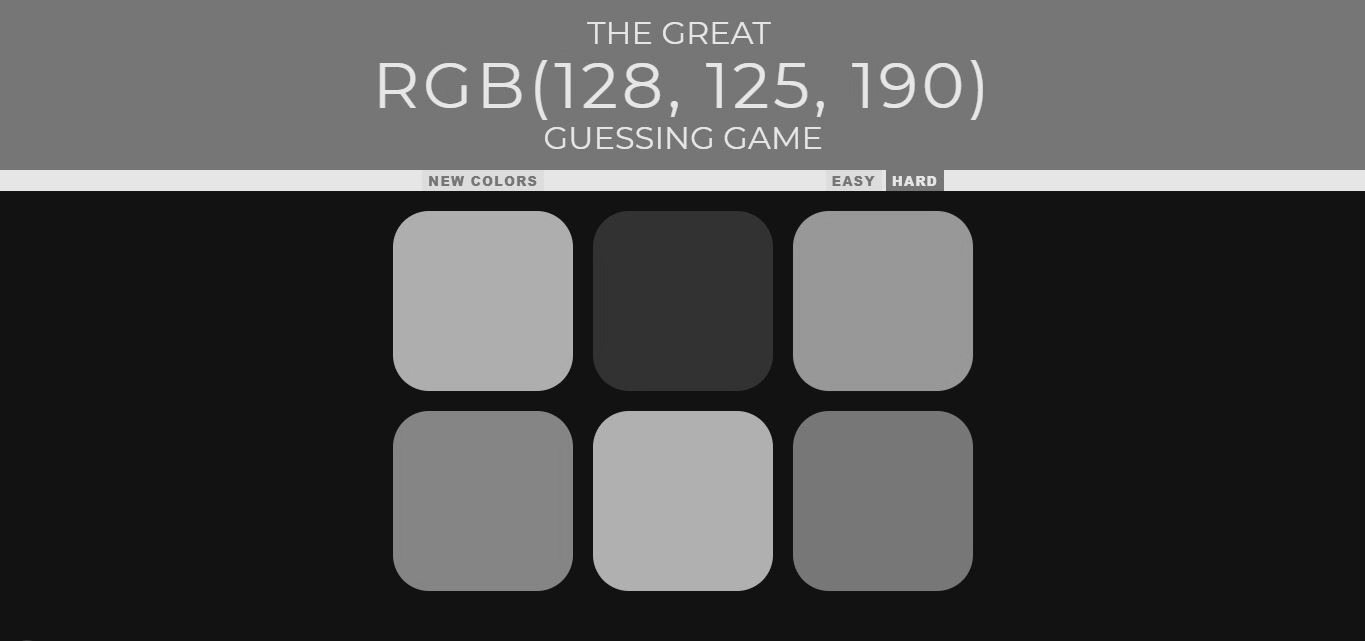 THE GREAT
RGB(128, 125, 190)
GUESSING GAME
NEW COLORS EASY HARD